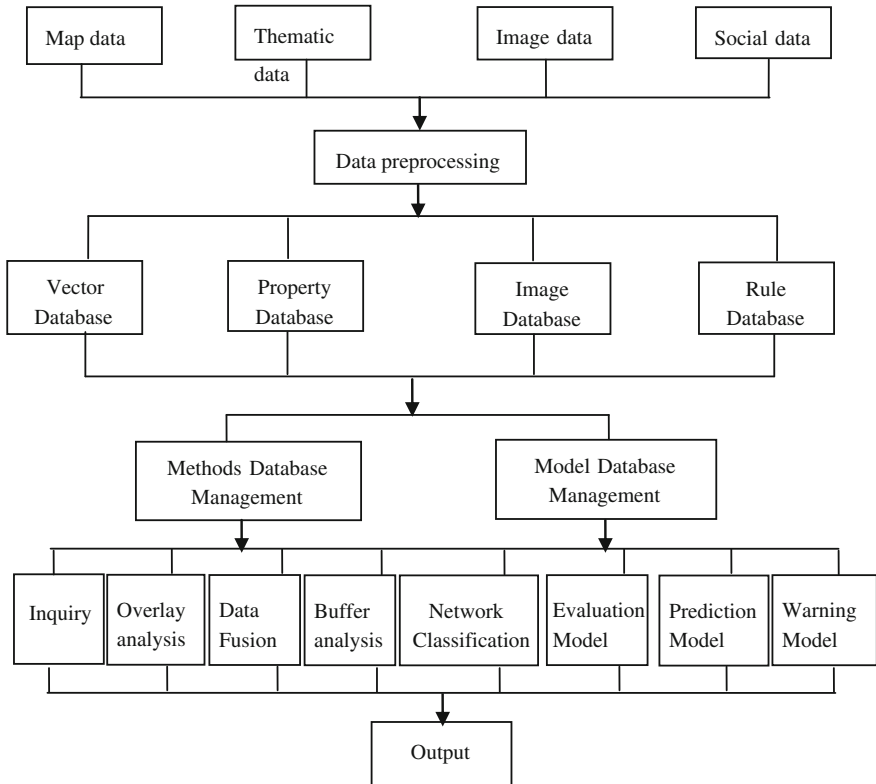 Map data
Thematic
data
Image data
Social data
Data preprocessing
Vector
Database
Property
Database
Image
Database
Rule
Database
Methods Database
Management
Model Database
Management
Inquiry
Overlay
analysis
Data
Fusion
Buffer
analysis
Network
Classification
Evaluation
Model
Prediction
Model
Warning
Model
Output